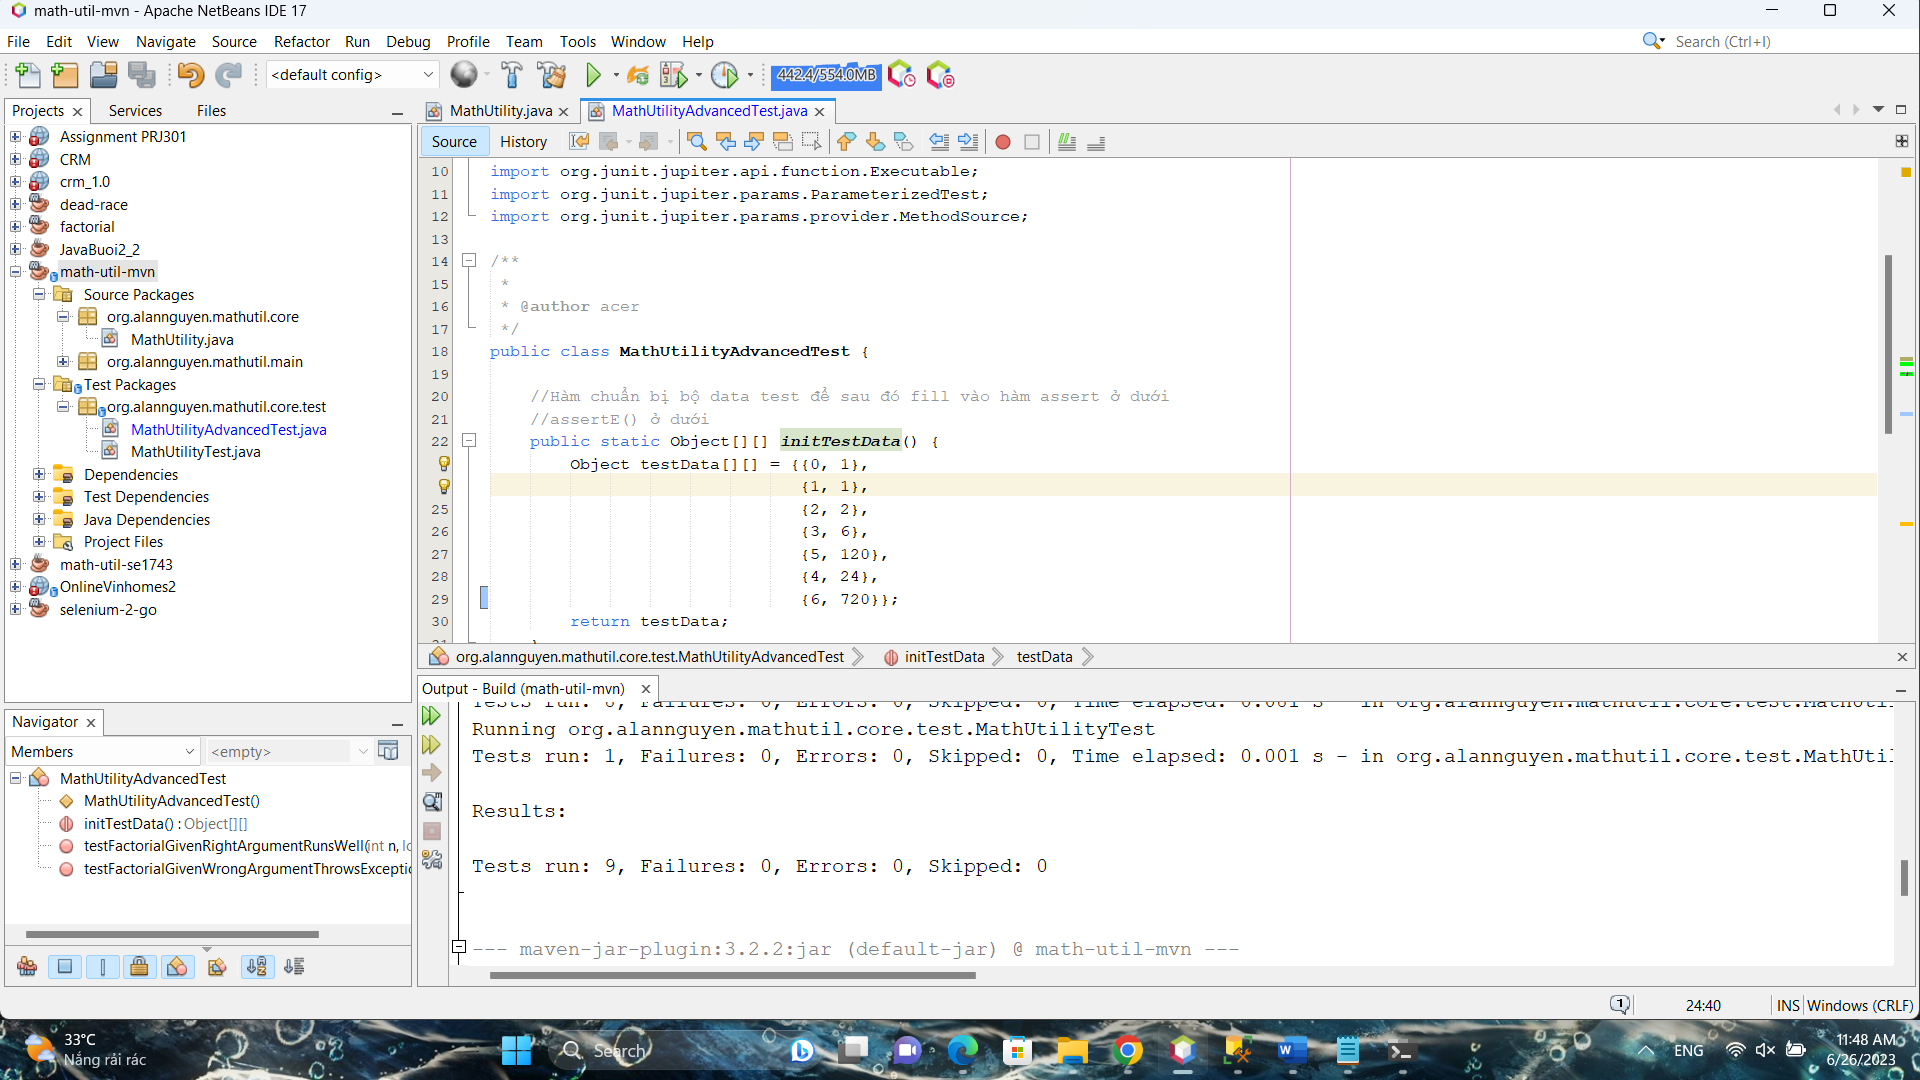 math-util-mvn - Apache NetBeans IDE 17
File Edit View Navigate Source Refactor Run Debug Profile Team Tools Window Help
Search (Ctrl+I)
<default config>
442.4/554.0MB
Projects Services Files
Assignment PRJ301
CRM
crm_1.0
dead-race
factorial
JavaBuoi2_2
math-util-mvn
Source Packages
org.alannguyen.mathutil.core
MathUtility.java
org.alannguyen.mathutil.main
Test Packages
org.alannguyen.mathutil.core.test
MathUtilityAdvancedTest.java
MathUtilityTest.java
Dependencies
Test Dependencies
Java Dependencies
Project Files
math-util-se1743
OnlineVinhomes2
selenium-2-go
MathUtility.java MathUtilityAdvancedTest.java
Source History
10 import org.junit.jupiter.api.function.Executable;
11 import org.junit.jupiter.params.ParameterizedTest;
12 import org.junit.jupiter.params.provider.MethodSource;
13
14 /**
15 *
16 * @author acer
17 */
18 public class MathUtilityAdvancedTest {
19
20 //Hàm chuẩn bị bộ data test để sau đó fill vào hàm assert ở dưới
21 //assertE() ở dưới
22 public static Object[][] initTestData() {
Object testData[][] = {{0, 1},
{1, 1},
25 {2, 2},
26 {3, 6},
27 {5, 120},
28 {4, 24},
29 {6, 720}};
30 return testData;
org.alannguyen.mathutil.core.test.MathUtilityAdvancedTest initTestData testData
Output - Build (math-util-mvn)
Running org.alannguyen.mathutil.core.test.MathUtilityTest
Tests run: 1, Failures: 0, Errors: 0, Skipped: 0, Time elapsed: 0.001 s - in org.alannguyen.mathutil.core.test.MathUtil
Results:
Tests run: 9, Failures: 0, Errors: 0, Skipped: 0
--- maven-jar-plugin:3.2.2:jar (default-jar) @ math-util-mvn ---
Navigator
Members <empty>
MathUtilityAdvancedTest
MathUtilityAdvancedTest()
initTestData() : Object[][]
testFactorialGivenRightArgumentRunsWell(int n, lo
testFactorialGivenWrongArgumentThrowsExceptio
1 24:40 INS Windows (CRLF)
33°C
Nắng rải rác
Search
ENG
11:48 AM
6/26/2023